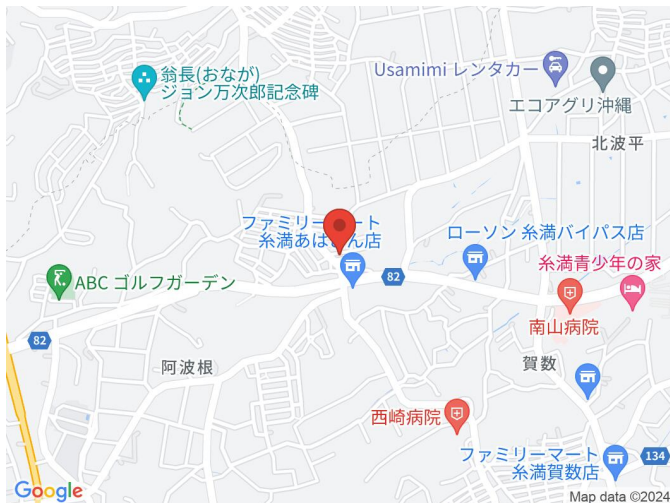 翁長(おなが)
ジョン万次郎記念碑
Usamimi レンタカー
エコアグリ沖縄
北波平
ファミリーマート
糸満あはごん店
ローソン 糸満バイパス店
糸満青少年の家
82
ABC ゴルフガーデン
南山病院
82
阿波根
賀数
西崎病院
ファミリーマート
糸満賀数店
134
Google
Map data ©2024